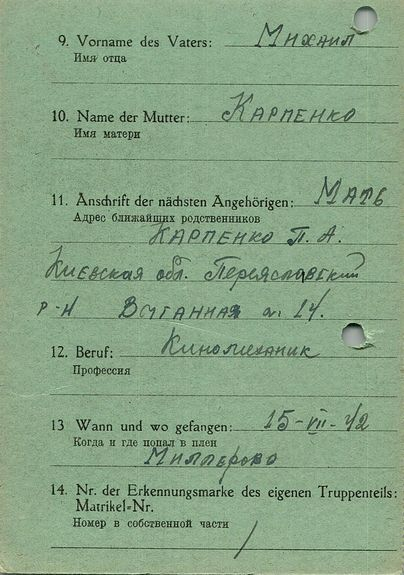 9. Vorname des Vaters: Михаил
Имя отца
10. Name der Mutter: Карпенко
Имя матери
11. Anschrift der nächsten Angehörigen: Мать
Адрес ближайших родственников
Карпенко П. А.
Киевская обл. Переяславский
р-н 14.
12. Beruf: Киномеханик
Профессия
13 Wann und wo gefangen: 15-VII-42
Когда и где попал в плен
Миллерово
14. Nr. der Erkennungsmarke des eigenen Truppenteils:
Matrikel-Nr.
Номер в собственной части /